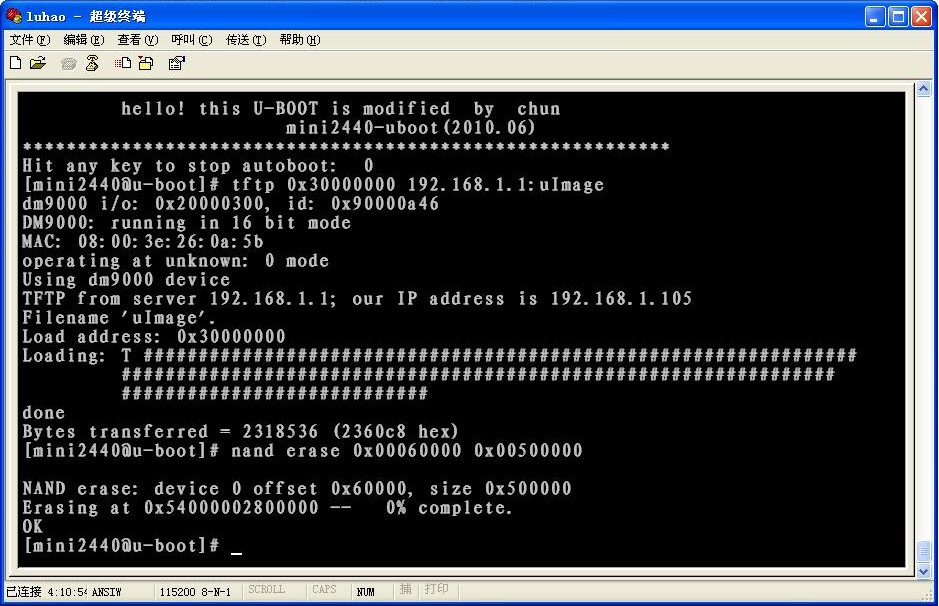 luhao - 超级终端
文件(F) 编辑(E) 查看(V) 呼叫(C) 传送(T) 帮助(H)
hello! this U-BOOT is modified by chun
mini2440-uboot(2010.06)
***********************************************************
Hit any key to stop autoboot: 0
[mini2440@u-boot]# tftp 0x30000000 192.168.1.1:uImage
dm9000 i/o: 0x20000300, id: 0x90000a46
DM9000: running in 16 bit mode
MAC: 08:00:3e:26:0a:5b
operating at unknown: 0 mode
Using dm9000 device
TFTP from server 192.168.1.1; our IP address is 192.168.1.105
Filename 'uImage'.
Load address: 0x30000000
Loading: T #################################################################
#################################################################
############################
done
Bytes transferred = 2318536 (2360c8 hex)
[mini2440@u-boot]# nand erase 0x00060000 0x00500000
NAND erase: device 0 offset 0x60000, size 0x500000
Erasing at 0x54000002800000 -- 0% complete.
OK
[mini2440@u-boot]# _
已连接 4:10:54 ANSIW 115200 8-N-1 SCROLL CAPS NUM 捕 打印